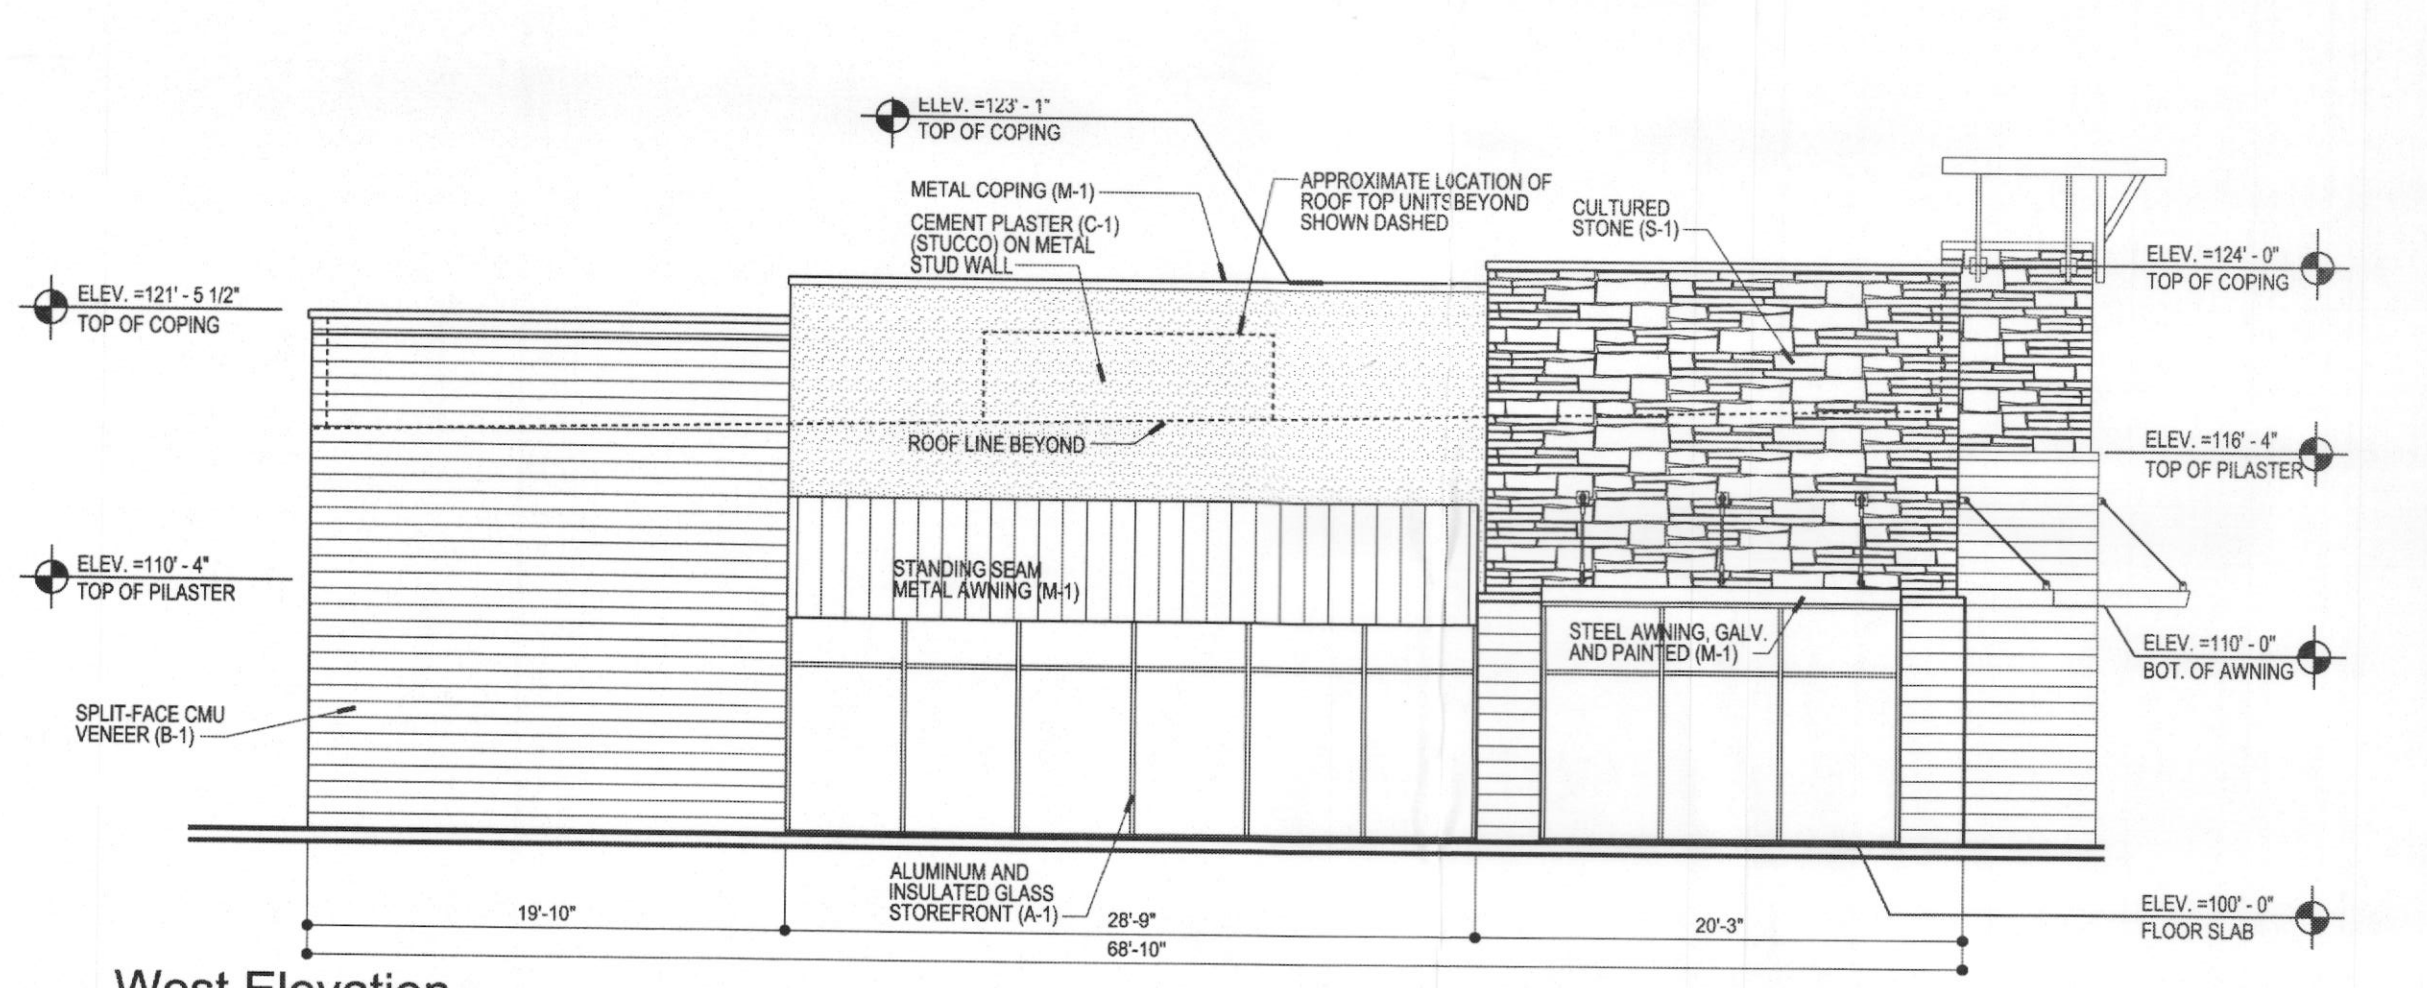 ELEV. =123' - 1"
TOP OF COPING
METAL COPING (M-1)
CEMENT PLASTER (C-1)
(STUCCO) ON METAL
STUD WALL
APPROXIMATE LOCATION OF
ROOF TOP UNITS BEYOND
SHOWN DASHED
CULTURED
STONE (S-1)
ELEV. =124' - 0"
TOP OF COPING
ELEV. =121' - 5 1/2"
TOP OF COPING
ROOF LINE BEYOND
ELEV. =116' - 4"
TOP OF PILASTER
ELEV. =110' - 4"
TOP OF PILASTER
STANDING SEAM
METAL AWNING (M-1)
STEEL AWNING, GALV.
AND PAINTED (M-1)
ELEV. =110' - 0"
BOT. OF AWNING
SPLIT-FACE CMU
VENEER (B-1)
ALUMINUM AND
INSULATED GLASS
STOREFRONT (A-1)
ELEV. =100' - 0"
FLOOR SLAB
19'-10"
28'-9"
20'-3"
68'-10"
West Elevation